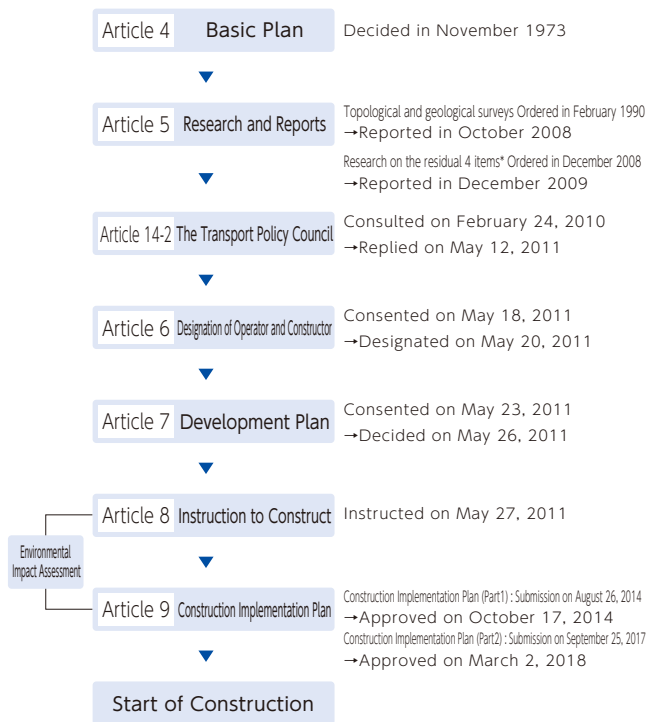 Article 4 Basic Plan Decided in November 1973
Article 5 Research and Reports
Topological and geological surveys Ordered in February 1990
→Reported in October 2008
Research on the residual 4 items* Ordered in December 2008
→Reported in December 2009
Article 14-2 The Transport Policy Council
Consulted on February 24, 2010
→Replied on May 12, 2011
Article 6 Designation of Operator and Constructor
Consented on May 18, 2011
→Designated on May 20, 2011
Article 7 Development Plan
Consented on May 23, 2011
→Decided on May 26, 2011
Article 8 Instruction to Construct Instructed on May 27, 2011
Environmental
Impact Assessment
Article 9 Construction Implementation Plan
Construction Implementation Plan (Part1) : Submission on August 26, 2014
→Approved on October 17, 2014
Construction Implementation Plan (Part2) : Submission on September 25, 2017
→Approved on March 2, 2018
Start of Construction